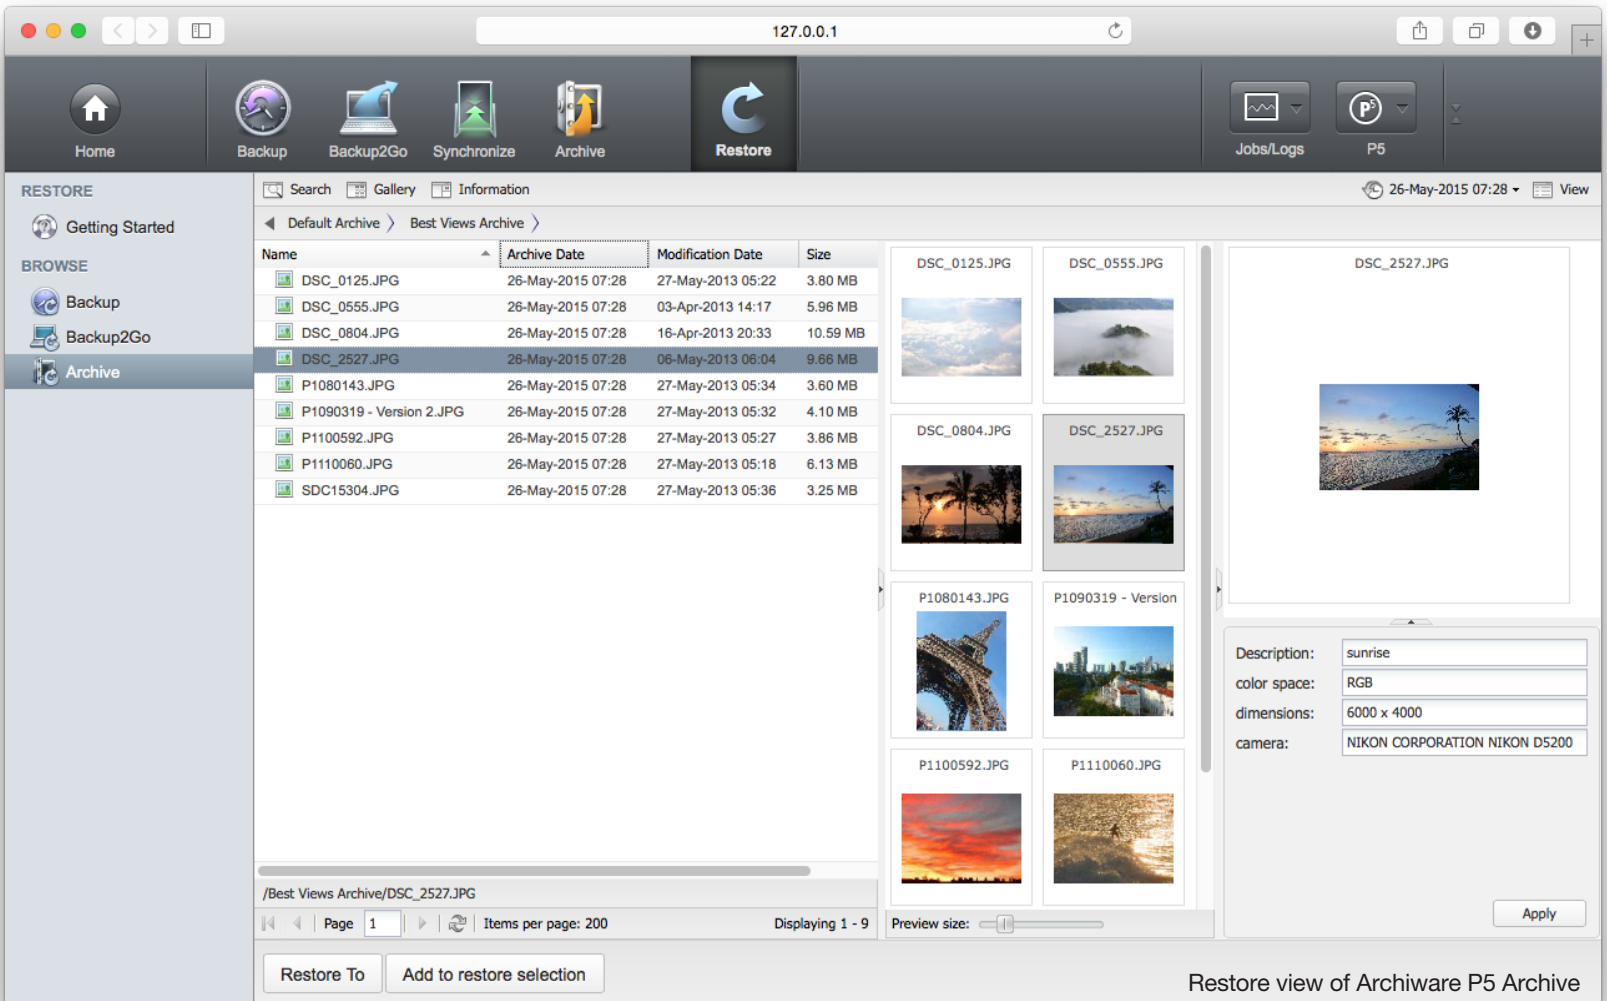 127.0.0.1
Home
Backup
Backup2Go
Synchronize
Archive
Restore
Jobs/Logs
P5
P5
RESTORE
Getting Started
BROWSE
Backup
Backup2Go
Archive
Search Gallery Information
26-May-2015 07:28 View
Default Archive Best Views Archive
Name Archive Date Modification Date Size
DSC_0125.JPG 26-May-2015 07:28 27-May-2013 05:22 3.80 MB
DSC_0555.JPG 26-May-2015 07:28 03-Apr-2013 14:17 5.96 MB
DSC_0804.JPG 26-May-2015 07:28 16-Apr-2013 20:33 10.59 MB
DSC_2527.JPG 26-May-2015 07:28 06-May-2013 06:04 9.66 MB
P1080143.JPG 26-May-2015 07:28 27-May-2013 05:34 3.60 MB
P1090319 - Version 2.JPG 26-May-2015 07:28 27-May-2013 05:32 4.10 MB
P1100592.JPG 26-May-2015 07:28 27-May-2013 05:27 3.86 MB
P1110060.JPG 26-May-2015 07:28 27-May-2013 05:18 6.13 MB
SDC15304.JPG 26-May-2015 07:28 27-May-2013 05:36 3.25 MB
/Best Views Archive/DSC_2527.JPG
Page 1 Items per page: 200 Displaying 1 - 9
DSC_0125.JPG DSC_0555.JPG
DSC_0804.JPG DSC_2527.JPG
P1080143.JPG P1090319 - Version
P1100592.JPG P1110060.JPG
Preview size:
DSC_2527.JPG
Description: sunrise
color space: RGB
dimensions: 6000 x 4000
camera: NIKON CORPORATION NIKON D5200
Apply
Restore To Add to restore selection
Restore view of Archiware P5 Archive